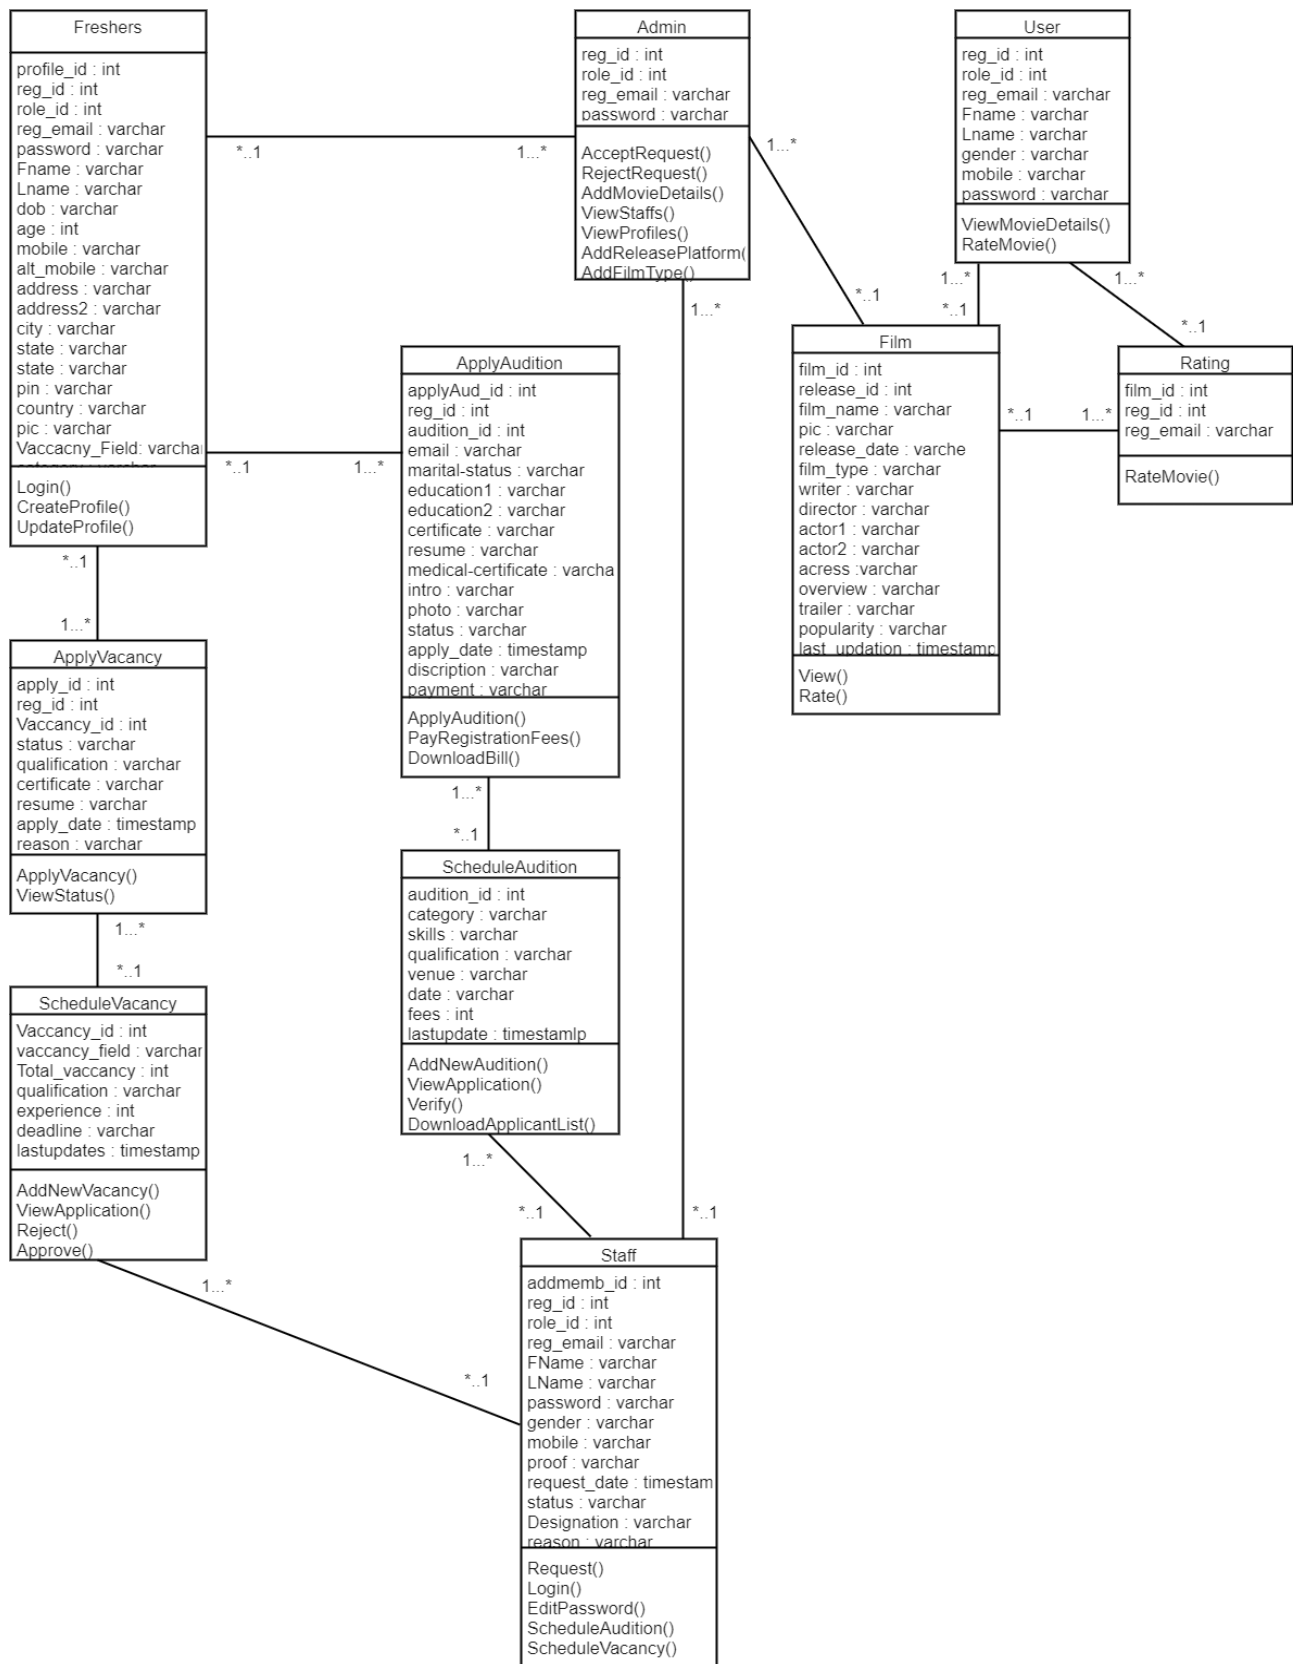 Freshers
profile_id : int
reg_id : int
role_id : int
reg_email : varchar
password : varchar
Fname : varchar
Lname : varchar
dob : varchar
age : int
mobile : varchar
alt_mobile : varchar
address : varchar
address2 : varchar
city : varchar
state : varchar
state : varchar
pin : varchar
country : varchar
pic : varchar
Vaccacny_Field: varchar
category : varchar
Login()
CreateProfile()
UpdateProfile()
*..1
1...*
Admin
reg_id : int
role_id : int
reg_email : varchar
password : varchar
AcceptRequest()
RejectRequest()
AddMovieDetails()
ViewStaffs()
ViewProfiles()
AddReleasePlatform(
AddFilmType()
1...*
*..1
1...*
User
reg_id : int
role_id : int
reg_email : varchar
Fname : varchar
Lname : varchar
gender : varchar
mobile : varchar
password : varchar
ViewMovieDetails()
RateMovie()
1...*
*..1
1...*
*..1
Film
film_id : int
release_id : int
film_name : varchar
pic : varchar
release_date : varche
film_type : varchar
writer : varchar
director : varchar
actor1 : varchar
actor2 : varchar
acress :varchar
overview : varchar
trailer : varchar
popularity : varchar
last_updation : timestamp
View()
Rate()
*..1
1...*
Rating
film_id : int
reg_id : int
reg_email : varchar
RateMovie()
*..1
1...*
ApplyAudition
applyAud_id : int
reg_id : int
audition_id : int
email : varchar
marital-status : varchar
education1 : varchar
education2 : varchar
certificate : varchar
resume : varchar
medical-certificate : varcha
intro : varchar
photo : varchar
status : varchar
apply_date : timestamp
discription : varchar
payment : varchar
ApplyAudition()
PayRegistrationFees()
DownloadBill()
*..1
1...*
ApplyVacancy
apply_id : int
reg_id : int
Vaccancy_id : int
status : varchar
qualification : varchar
certificate : varchar
resume : varchar
apply_date : timestamp
reason : varchar
ApplyVacancy()
ViewStatus()
1...*
*..1
1...*
*..1
ScheduleAudition
audition_id : int
category : varchar
skills : varchar
qualification : varchar
venue : varchar
date : varchar
fees : int
lastupdate : timestamlp
AddNewAudition()
ViewApplication()
Verify()
DownloadApplicantList()
ScheduleVacancy
Vaccancy_id : int
vaccancy_field : varchar
Total_vaccancy : int
qualification : varchar
experience : int
deadline : varchar
lastupdates : timestamp
AddNewVacancy()
ViewApplication()
Reject()
Approve()
1...*
*..1
*..1
1...*
*..1
Staff
addmemb_id : int
reg_id : int
role_id : int
reg_email : varchar
FName : varchar
LName : varchar
password : varchar
gender : varchar
mobile : varchar
proof : varchar
request_date : timestam
status : varchar
Designation : varchar
reason : varchar
Request()
Login()
EditPassword()
ScheduleAudition()
ScheduleVacancy()